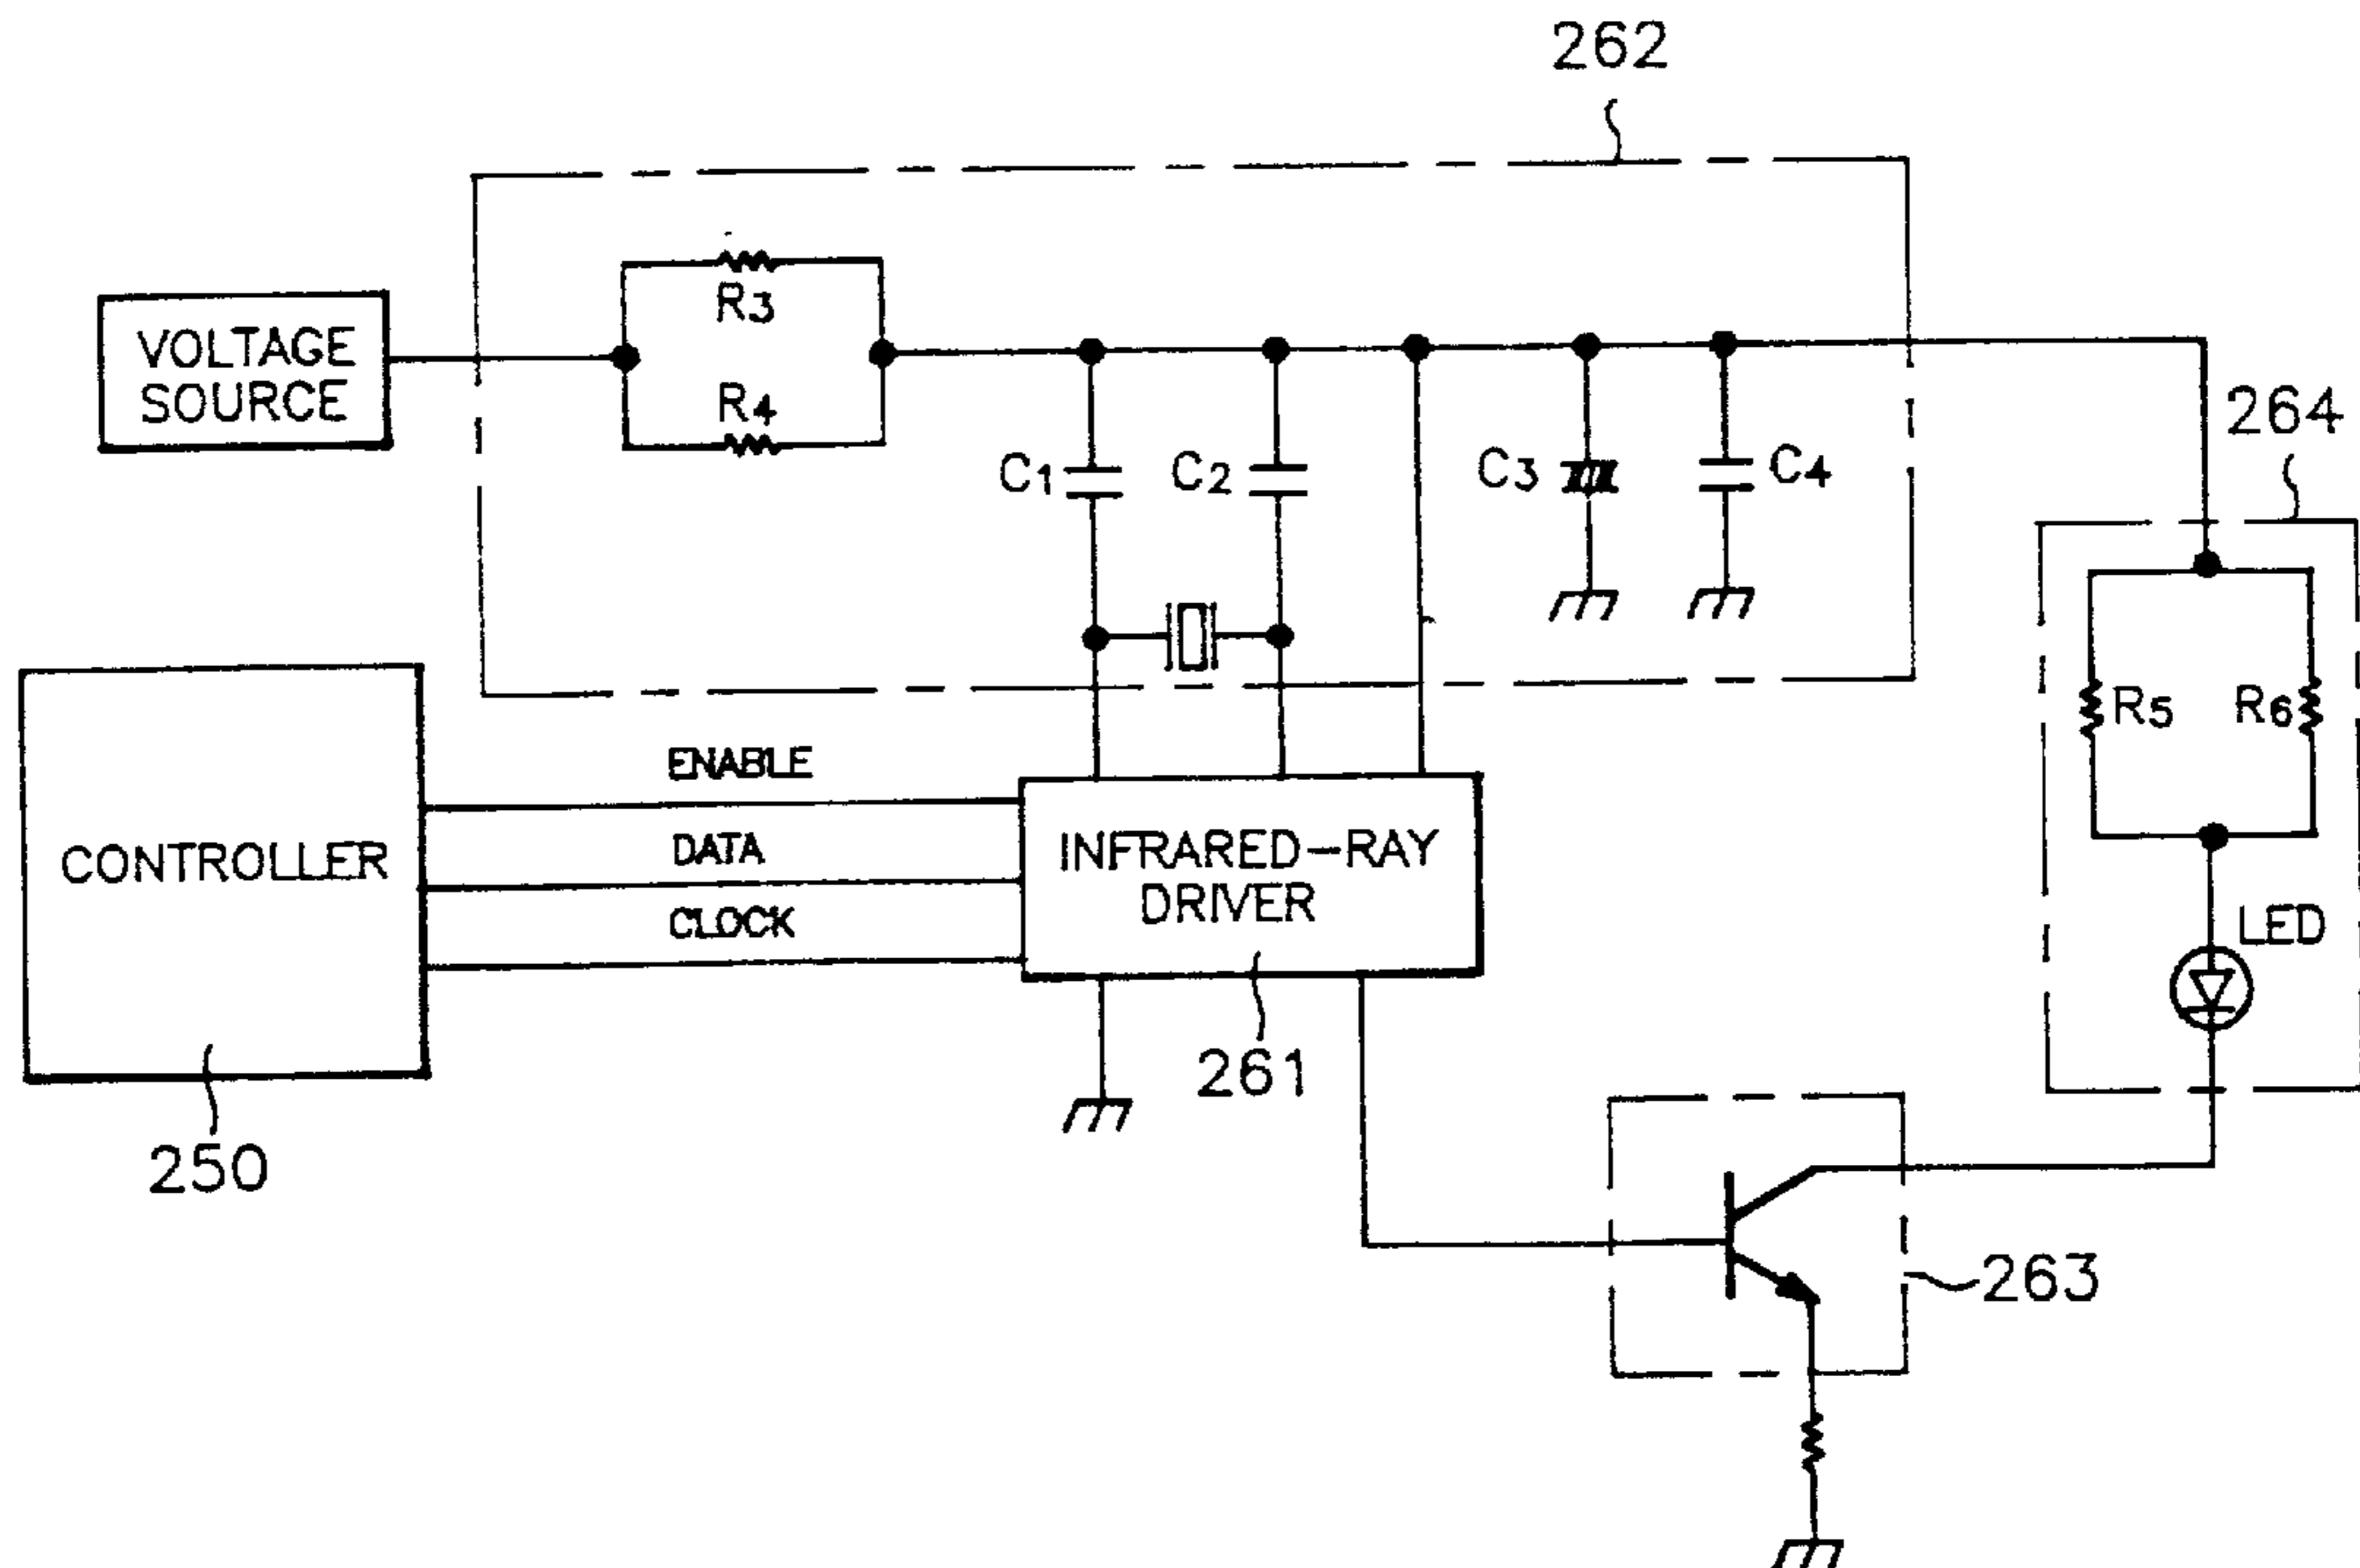 262
VOLTAGE
SOURCE
R3
R4
C1
C2
C3
C4
264
R5
R6
LED
CONTROLLER
ENABLE
DATA
CLOCK
INFRARED-RAY
DRIVER
250
261
263